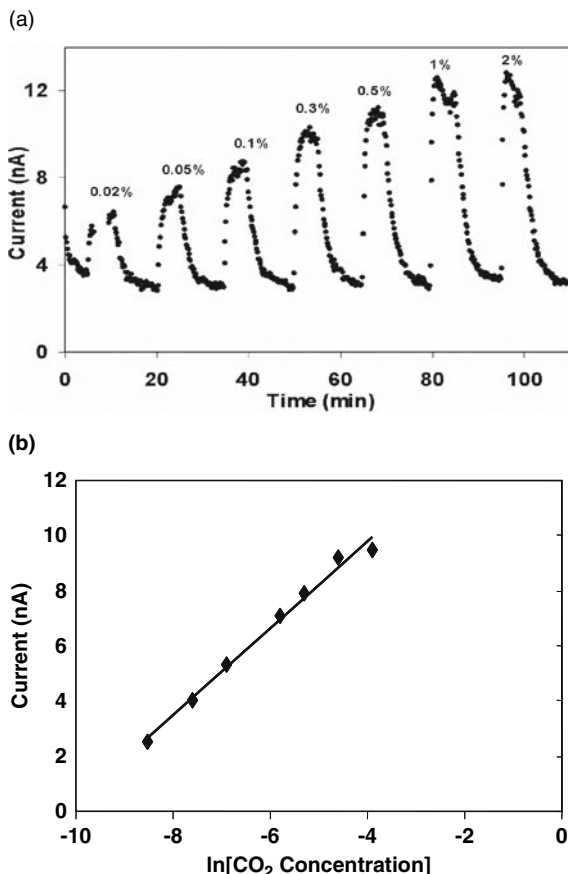 (a)
12
8
4
0
Current (nA)
0.02%
0.05%
0.1%
0.3%
0.5%
1%
2%
0 20 40 60 80 100
Time (min)
(b)
12
10
8
6
4
2
0
Current (nA)
-10 -8 -6 -4 -2 0
ln[CO₂ Concentration]